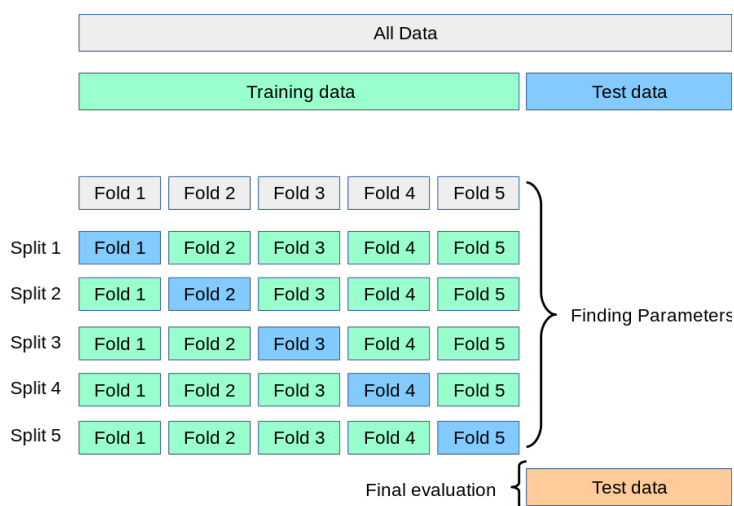 All Data
Training data Test data
Fold 1 Fold 2 Fold 3 Fold 4 Fold 5
Split 1 Fold 1 Fold 2 Fold 3 Fold 4 Fold 5
Split 2 Fold 1 Fold 2 Fold 3 Fold 4 Fold 5
Finding Parameters
Split 3 Fold 1 Fold 2 Fold 3 Fold 4 Fold 5
Split 4 Fold 1 Fold 2 Fold 3 Fold 4 Fold 5
Split 5 Fold 1 Fold 2 Fold 3 Fold 4 Fold 5
Final evaluation Test data